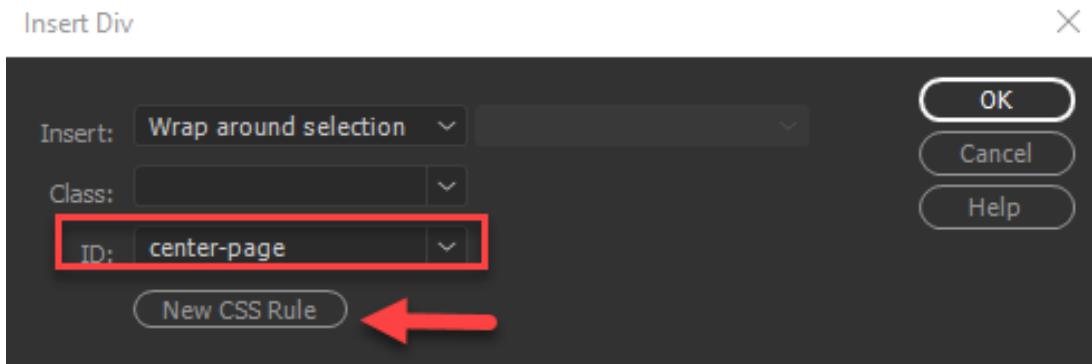 Insert Div
Insert: Wrap around selection
OK
Cancel
Class:
Help
ID: center-page
New CSS Rule